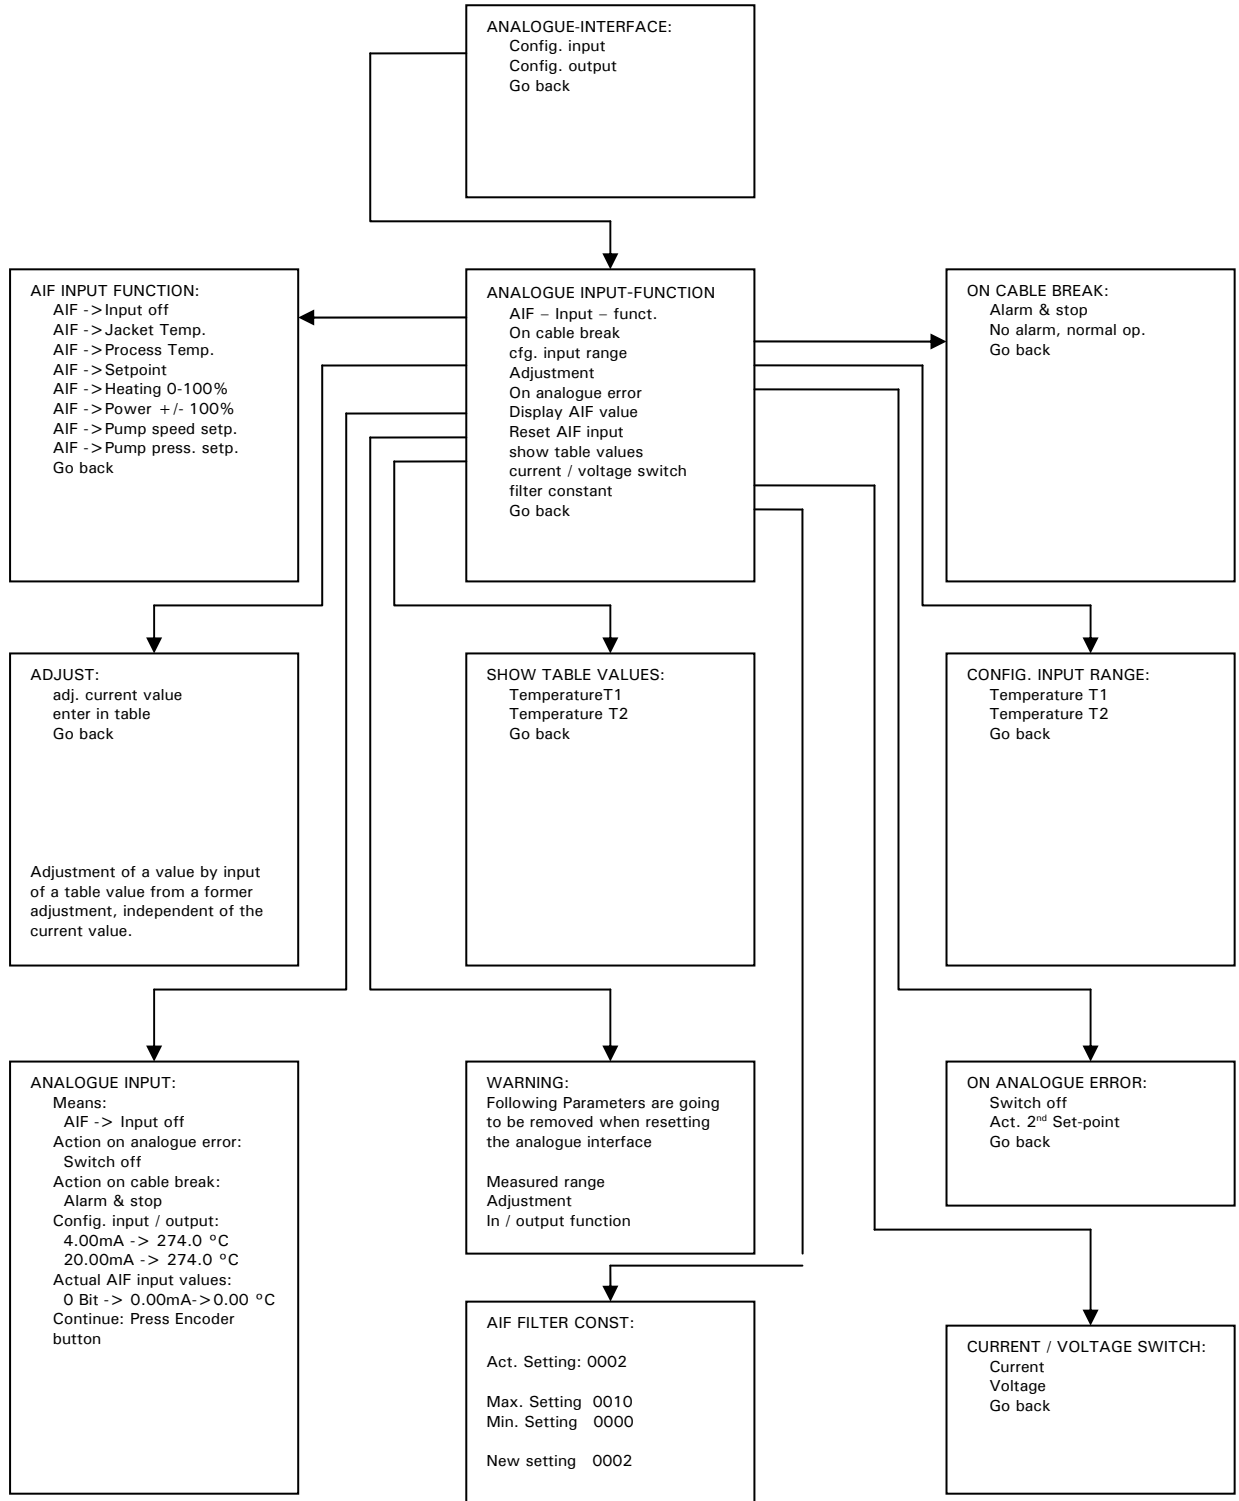 ANALOGUE-INTERFACE:
Config. input
Config. output
Go back
AIF INPUT FUNCTION:
AIF ->Input off
AIF ->Jacket Temp.
AIF ->Process Temp.
AIF ->Setpoint
AIF ->Heating 0-100%
AIF ->Power +/- 100%
AIF ->Pump speed setp.
AIF ->Pump press. setp.
Go back
ANALOGUE INPUT-FUNCTION
AIF – Input – funct.
On cable break
cfg. input range
Adjustment
On analogue error
Display AIF value
Reset AIF input
show table values
current / voltage switch
filter constant
Go back
ON CABLE BREAK:
Alarm & stop
No alarm, normal op.
Go back
ADJUST:
adj. current value
enter in table
Go back
Adjustment of a value by input
of a table value from a former
adjustment, independent of the
current value.
SHOW TABLE VALUES:
TemperatureT1
Temperature T2
Go back
CONFIG. INPUT RANGE:
Temperature T1
Temperature T2
Go back
ANALOGUE INPUT:
Means:
AIF -> Input off
Action on analogue error:
Switch off
Action on cable break:
Alarm & stop
Config. input / output:
4.00mA -> 274.0 °C
20.00mA -> 274.0 °C
Actual AIF input values:
0 Bit -> 0.00mA->0.00 °C
Continue: Press Encoder
button
WARNING:
Following Parameters are going
to be removed when resetting
the analogue interface
Measured range
Adjustment
In / output function
ON ANALOGUE ERROR:
Switch off
Act. 2nd Set-point
Go back
AIF FILTER CONST:
Act. Setting: 0002
Max. Setting 0010
Min. Setting 0000
New setting 0002
CURRENT / VOLTAGE SWITCH:
Current
Voltage
Go back